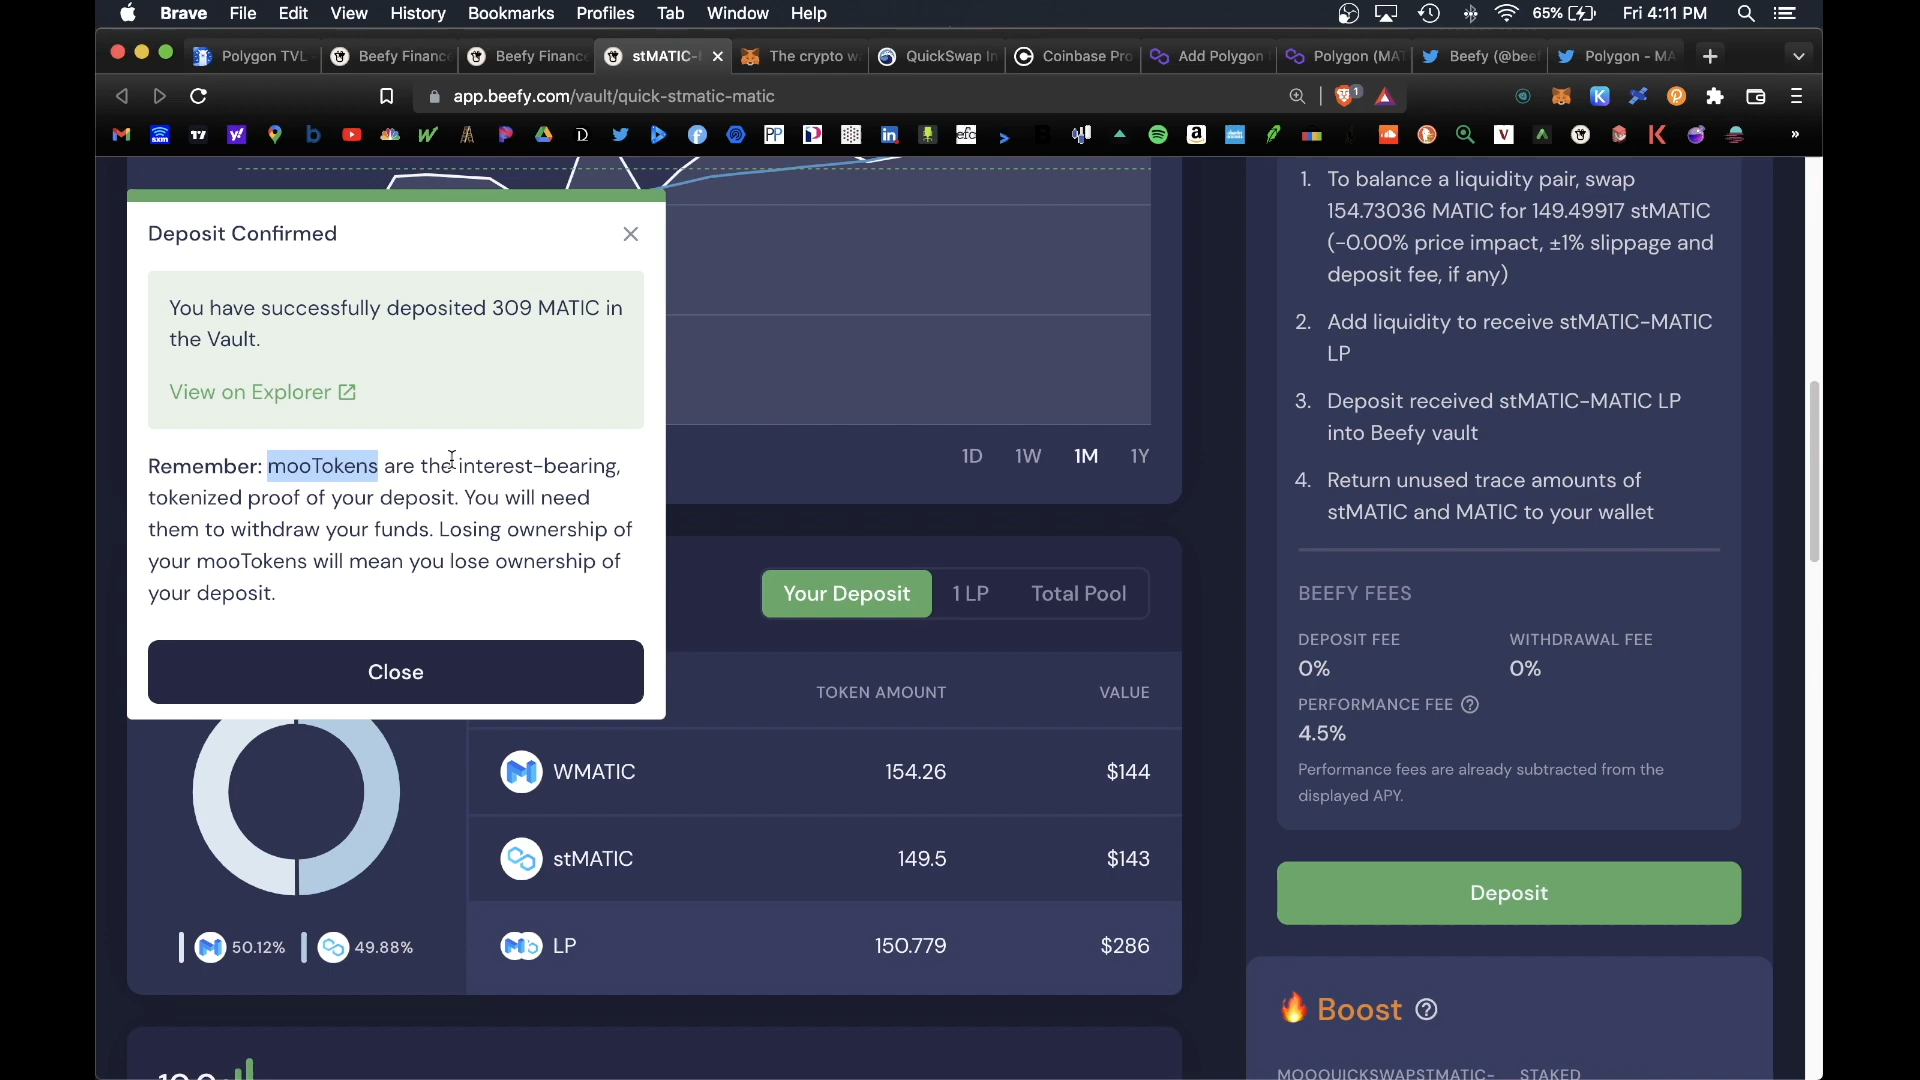 Brave File Edit View History Bookmarks Profiles Tab Window Help 65% Fri 4:11 PM
Polygon TVL Beefy Finance Beefy Finance stMATIC- The crypto QuickSwap Coinbase Pro Add Polygon Polygon (MA Beefy (@beef Polygon - MA
app.beefy.com/vault/quick-stmatic-matic
Deposit Confirmed
You have successfully deposited 309 MATIC in
the Vault.
View on Explorer
Remember: mooTokens are the interest-bearing,
tokenized proof of your deposit. You will need
them to withdraw your funds. Losing ownership of
your mooTokens will mean you lose ownership of
your deposit.
Close
1D 1W 1M 1Y
Your Deposit 1 LP Total Pool
TOKEN AMOUNT VALUE
WMATIC 154.26 $144
stMATIC 149.5 $143
LP 150.779 $286
50.12% 49.88%
1. To balance a liquidity pair, swap
154.73036 MATIC for 149.49917 stMATIC
(-0.00% price impact, ±1% slippage and
deposit fee, if any)
2. Add liquidity to receive stMATIC-MATIC
LP
3. Deposit received stMATIC-MATIC LP
into Beefy vault
4. Return unused trace amounts of
stMATIC and MATIC to your wallet
BEEFY FEES
DEPOSIT FEE WITHDRAWAL FEE
0% 0%
PERFORMANCE FEE
4.5%
Performance fees are already subtracted from the
displayed APY.
Deposit
Boost
MOOQUICKSWAPSTMATIC- STAKED